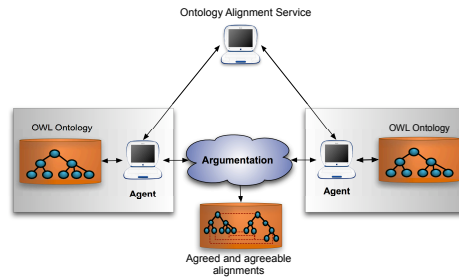 Ontology Alignment Service
OWL Ontology
OWL Ontology
Argumentation
Agent
Agent
Agreed and agreeable
alignments